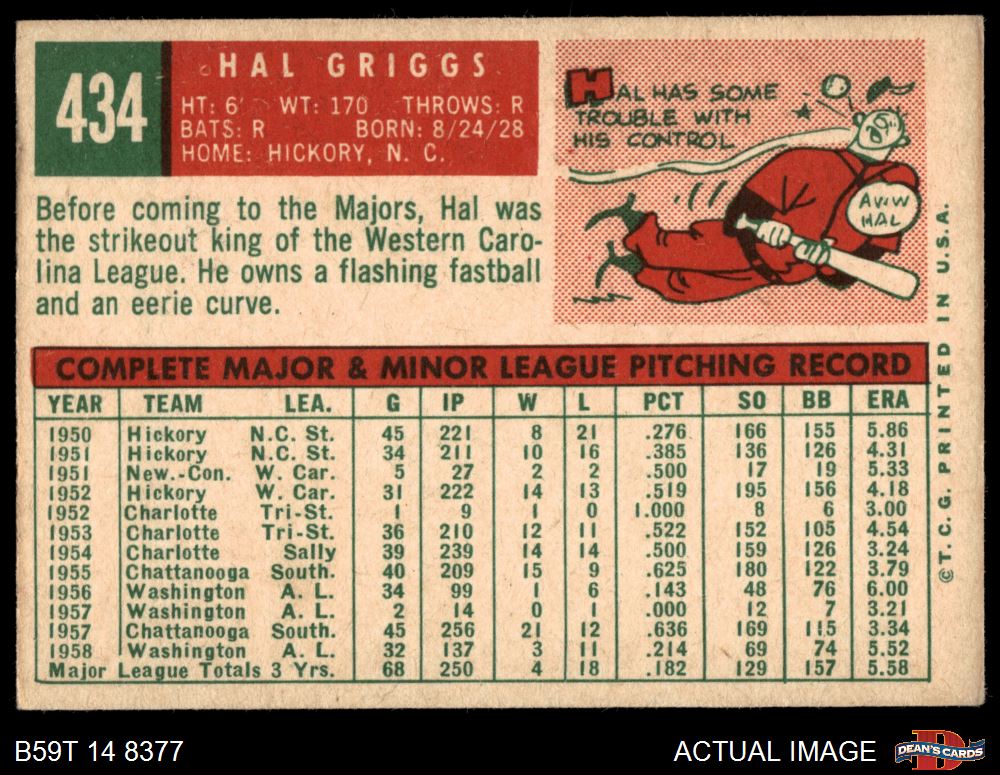 434
HAL GRIGGS
HT: 6' WT: 170 THROWS: R
BATS: R BORN: 8/24/28
HOME: HICKORY, N. C.
HAL HAS SOME
TROUBLE WITH
HIS CONTROL
AVIW
HAL
Before coming to the Majors, Hal was
the strikeout king of the Western Caro-
lina League. He owns a flashing fastball
and an eerie curve.
COMPLETE MAJOR & MINOR LEAGUE PITCHING RECORD
YEAR TEAM LEA. G IP W L PCT SO BB ERA
1950 Hickory N.C. St. 45 221 8 21 .276 166 155 5.86
1951 Hickory N.C. St. 34 211 10 16 .385 136 126 4.31
1951 New.-Con. W. Car. 5 27 2 2 .500 17 19 5.33
1952 Hickory W. Car. 31 222 14 13 .519 195 156 4.18
1952 Charlotte Tri-St. 1 9 1 0 1.000 8 6 3.00
1953 Charlotte Tri-St. 36 210 12 11 .522 152 105 4.54
1954 Charlotte Sally 39 239 14 14 .500 159 126 3.24
1955 Chattanooga South. 40 209 15 9 .625 180 122 3.79
1956 Washington A. L. 34 99 1 6 .143 48 76 6.00
1957 Washington A. L. 2 14 0 1 .000 12 7 3.21
1957 Chattanooga South. 45 256 21 12 .636 169 115 3.34
1958 Washington A. L. 32 137 3 11 .214 69 74 5.52
Major League Totals 3 Yrs. 68 250 4 18 .182 129 157 5.58
© T. C. G. PRINTED IN U. S. A.
B59T 14 8377
ACTUAL IMAGE
DEAN'S CARDS